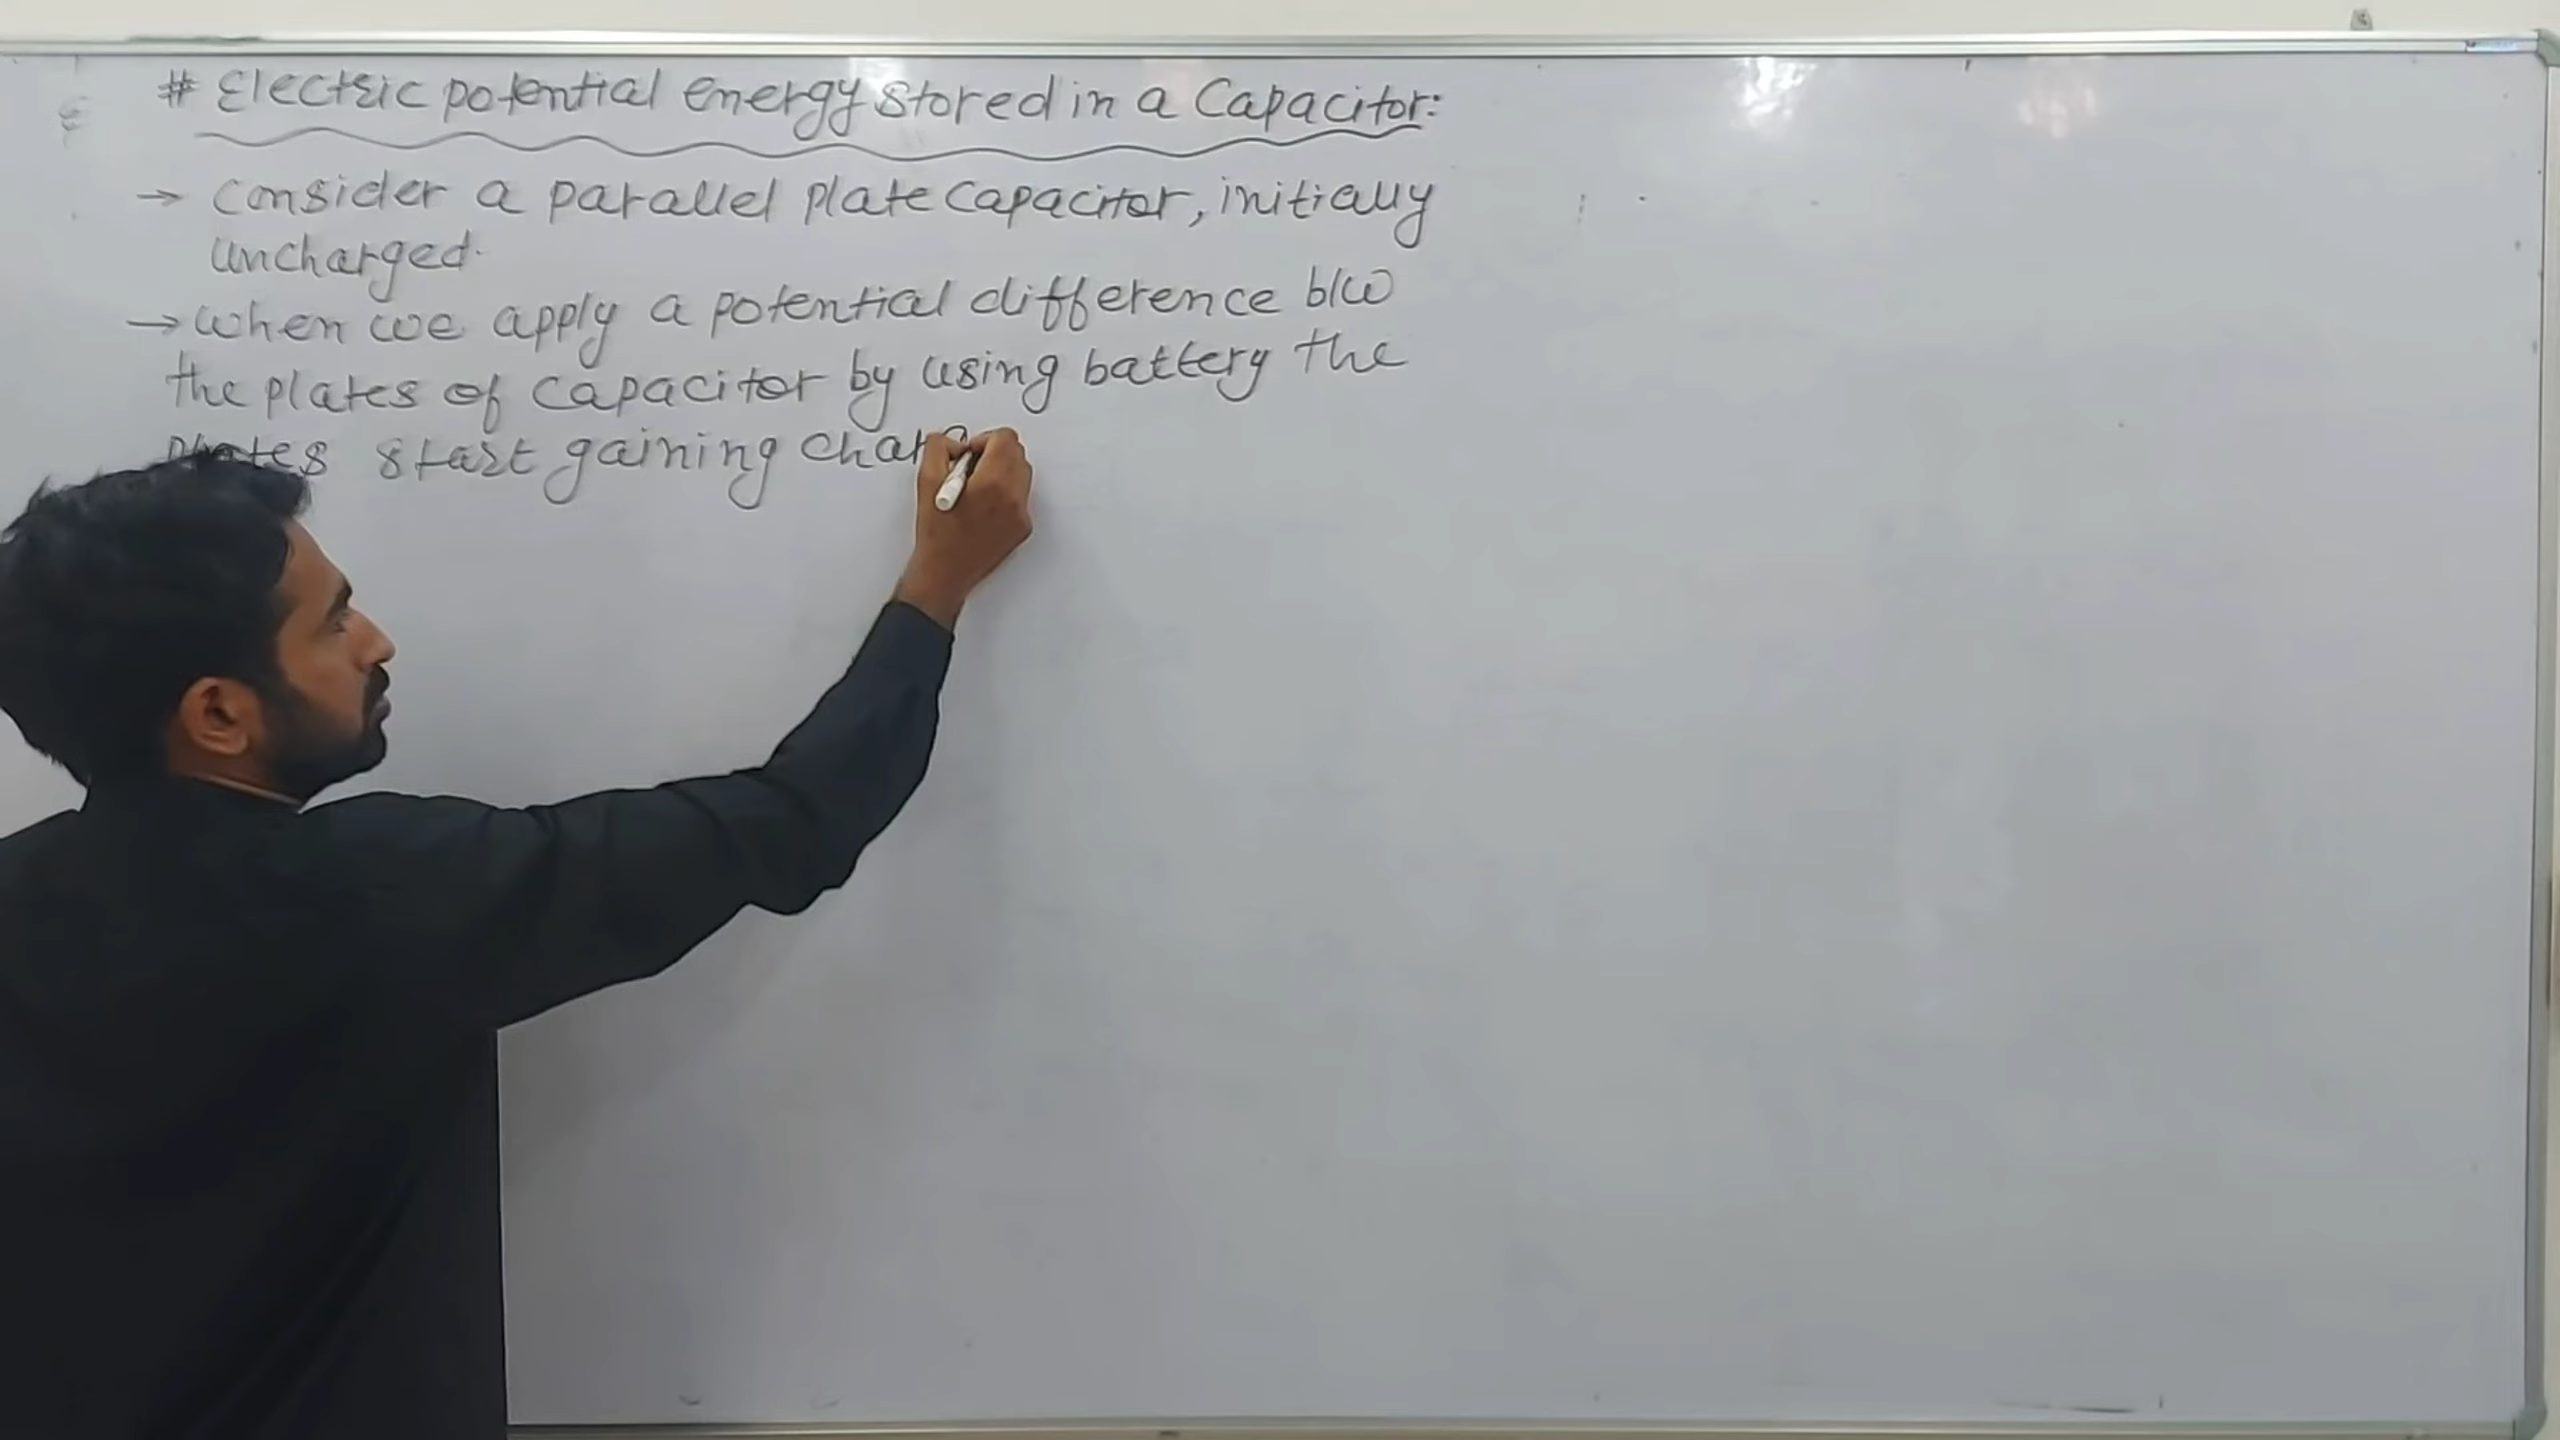 # Electric potential energy stored in a Capacitor:
→ Consider a parallel plate capacitor, initially
uncharged.
→ when we apply a potential difference b/w
the plates of capacitor by using battery the
plates start gaining char